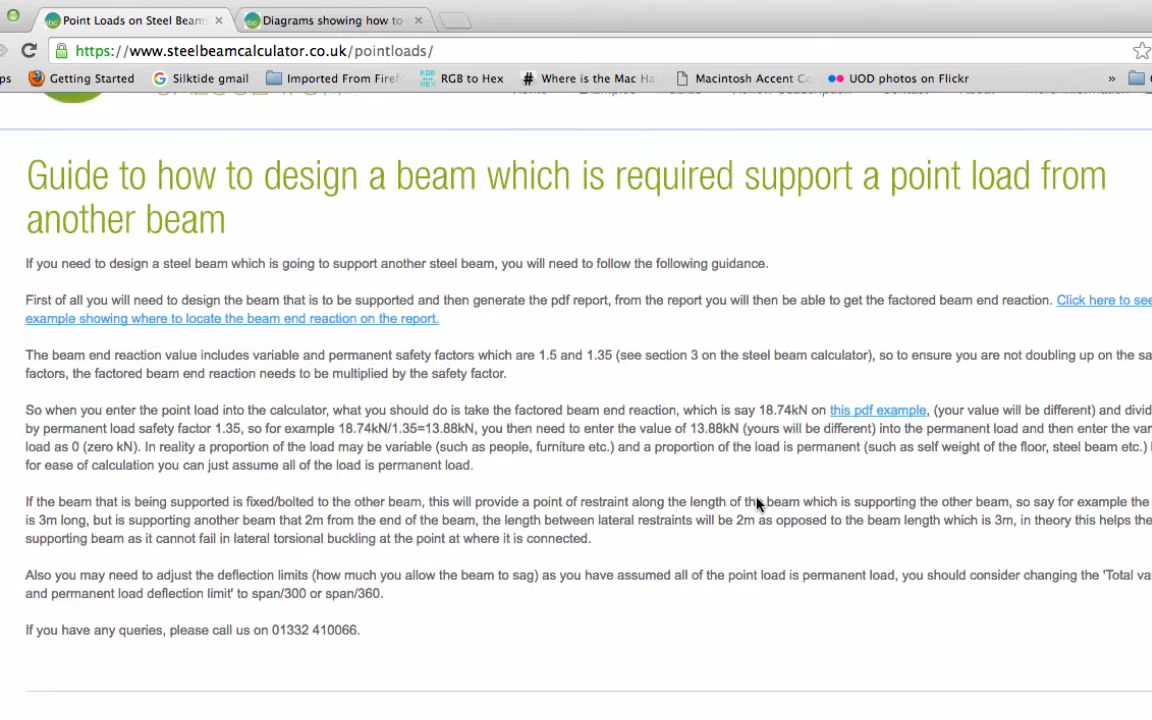 Point Loads on Steel Beam
Diagrams showing how to
https://www.steelbeamcalculator.co.uk/pointloads/
ps
Getting Started
Silktide gmail
Imported From Firef
RGB to Hex
# Where is the Mac Ha
Macintosh Accent C
UOD photos on Flickr
»
Guide to how to design a beam which is required support a point load from
another beam
If you need to design a steel beam which is going to support another steel beam, you will need to follow the following guidance.
First of all you will need to design the beam that is to be supported and then generate the pdf report, from the report you will then be able to get the factored beam end reaction. Click here to see
example showing where to locate the beam end reaction on the report.
The beam end reaction value includes variable and permanent safety factors which are 1.5 and 1.35 (see section 3 on the steel beam calculator), so to ensure you are not doubling up on the sa
factors, the factored beam end reaction needs to be multiplied by the safety factor.
So when you enter the point load into the calculator, what you should do is take the factored beam end reaction, which is say 18.74kN on this pdf example, (your value will be different) and divid
by permanent load safety factor 1.35, so for example 18.74kN/1.35=13.88kN, you then need to enter the value of 13.88kN (yours will be different) into the permanent load and then enter the var
load as 0 (zero kN). In reality a proportion of the load may be variable (such as people, furniture etc.) and a proportion of the load is permanent (such as self weight of the floor, steel beam etc.)
for ease of calculation you can just assume all of the load is permanent load.
If the beam that is being supported is fixed/bolted to the other beam, this will provide a point of restraint along the length of the beam which is supporting the other beam, so say for example the
is 3m long, but is supporting another beam that 2m from the end of the beam, the length between lateral restraints will be 2m as opposed to the beam length which is 3m, in theory this helps the
supporting beam as it cannot fail in lateral torsional buckling at the point at where it is connected.
Also you may need to adjust the deflection limits (how much you allow the beam to sag) as you have assumed all of the point load is permanent load, you should consider changing the 'Total va
and permanent load deflection limit' to span/300 or span/360.
If you have any queries, please call us on 01332 410066.